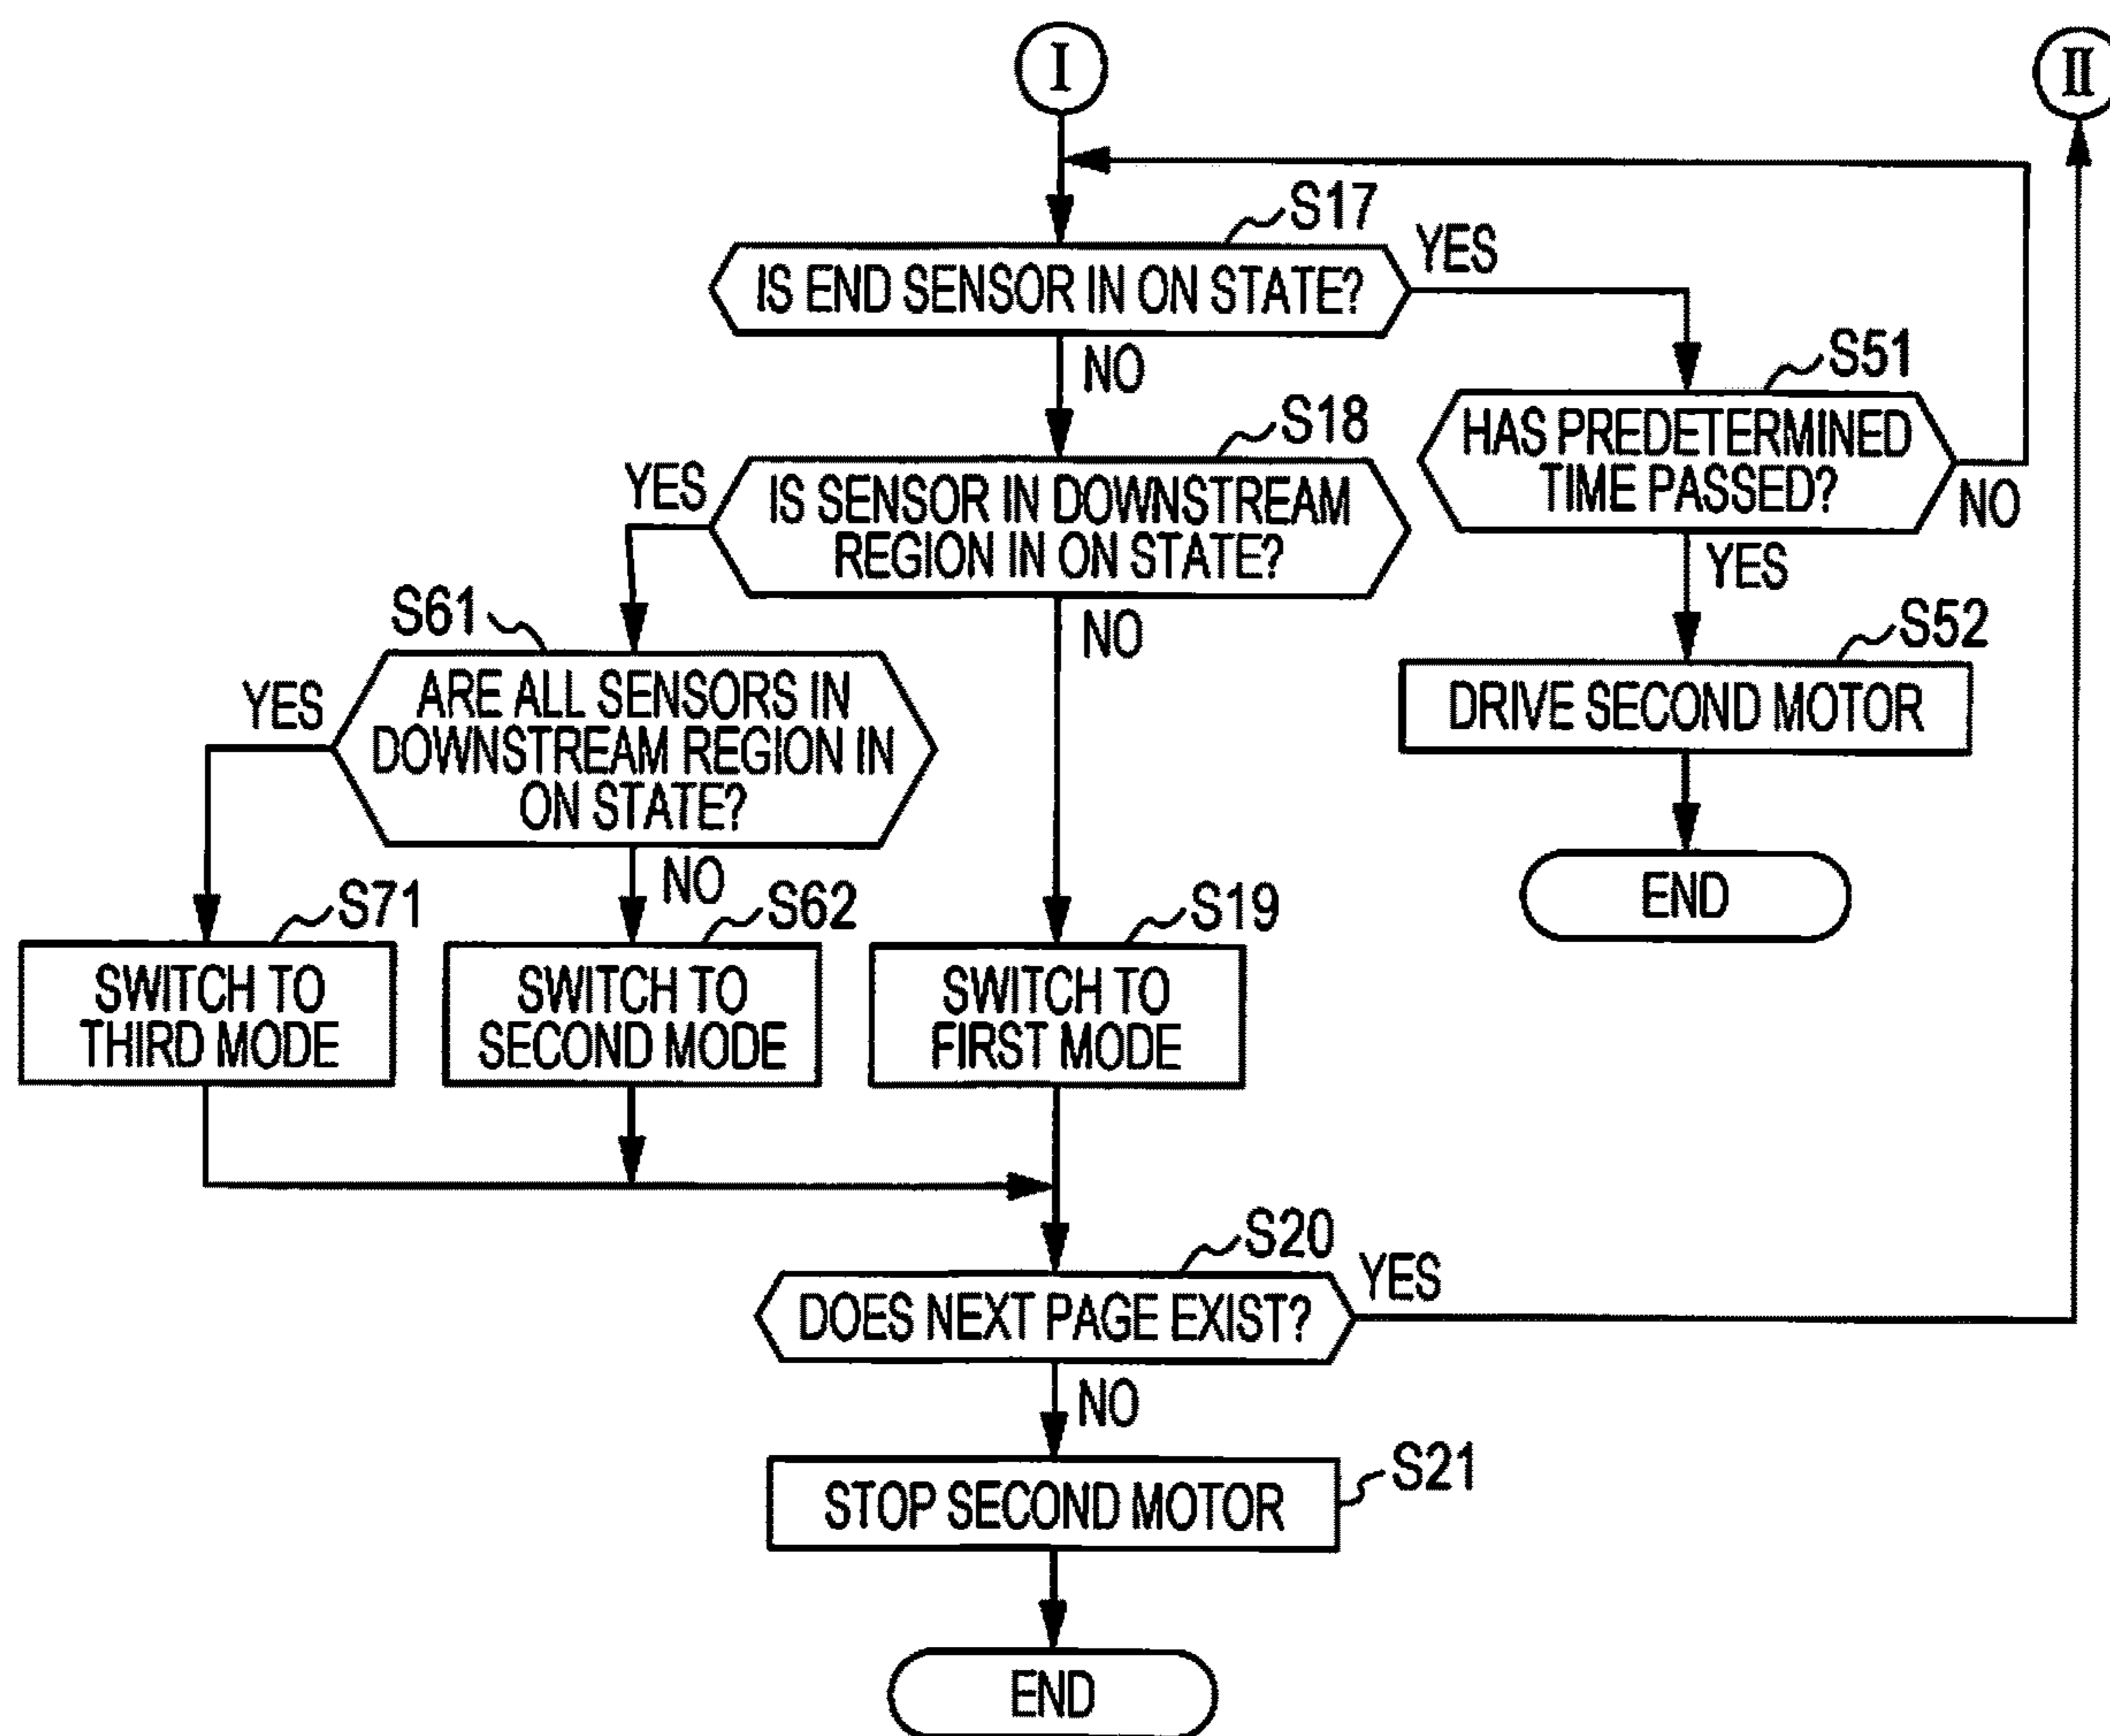 I
II
S17
IS END SENSOR IN ON STATE?
YES
NO
S51
HAS PREDETERMINED
TIME PASSED?
NO
YES
S18
YES
IS SENSOR IN DOWNSTREAM
REGION IN ON STATE?
NO
S52
DRIVE SECOND MOTOR
END
S61
YES
ARE ALL SENSORS IN
DOWNSTREAM REGION IN
ON STATE?
NO
S71
SWITCH TO
THIRD MODE
S62
SWITCH TO
SECOND MODE
S19
SWITCH TO
FIRST MODE
S20
DOES NEXT PAGE EXIST?
YES
NO
S21
STOP SECOND MOTOR
END